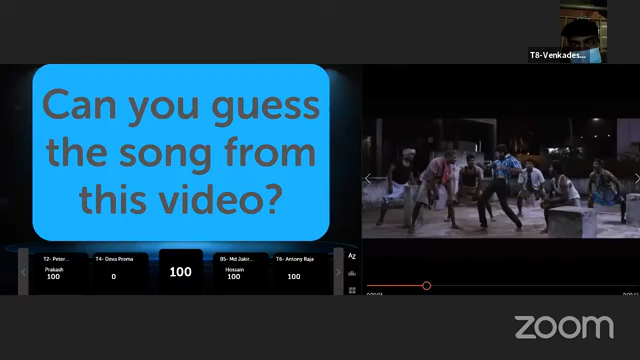 T8-Venkades...
Can you guess
the song from
this video?
T2- Peter...
Prakash
100
T4- Deva Prema
0
100
B5- Md Jakir...
Hossain
100
T6- Antony Raja
100
AZ
zoom